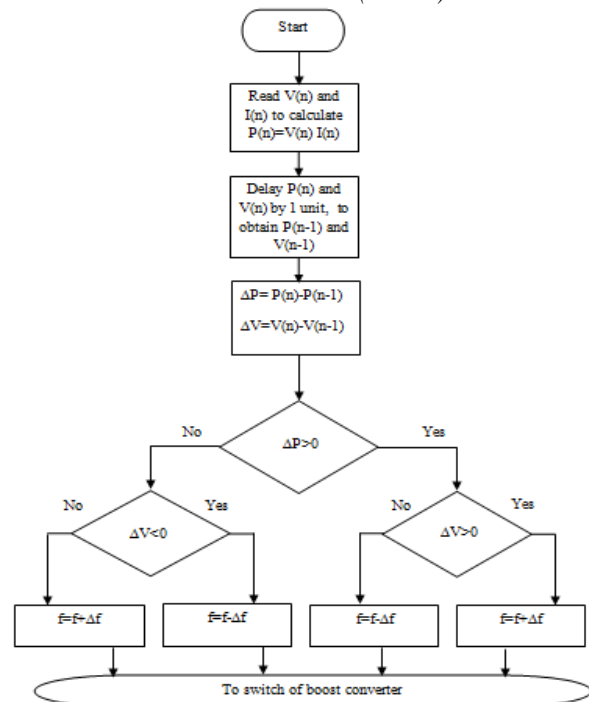 Start
Read V(n) and
I(n) to calculate
P(n)=V(n) I(n)
Delay P(n) and
V(n) by 1 unit, to
obtain P(n-1) and
V(n-1)
ΔP= P(n)-P(n-1)
ΔV=V(n)-V(n-1)
No
ΔP>0
Yes
No
ΔV<0
Yes
No
ΔV>0
Yes
f=f+Δf
f=f-Δf
f=f-Δf
f=f+Δf
To switch of boost converter